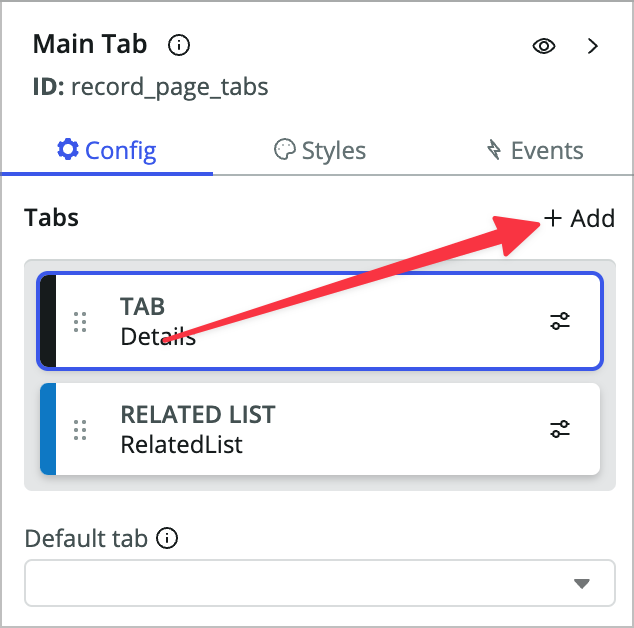 Main Tab
ID: record_page_tabs
Config Styles Events
Tabs + Add
TAB
Details
RELATED LIST
RelatedList
Default tab